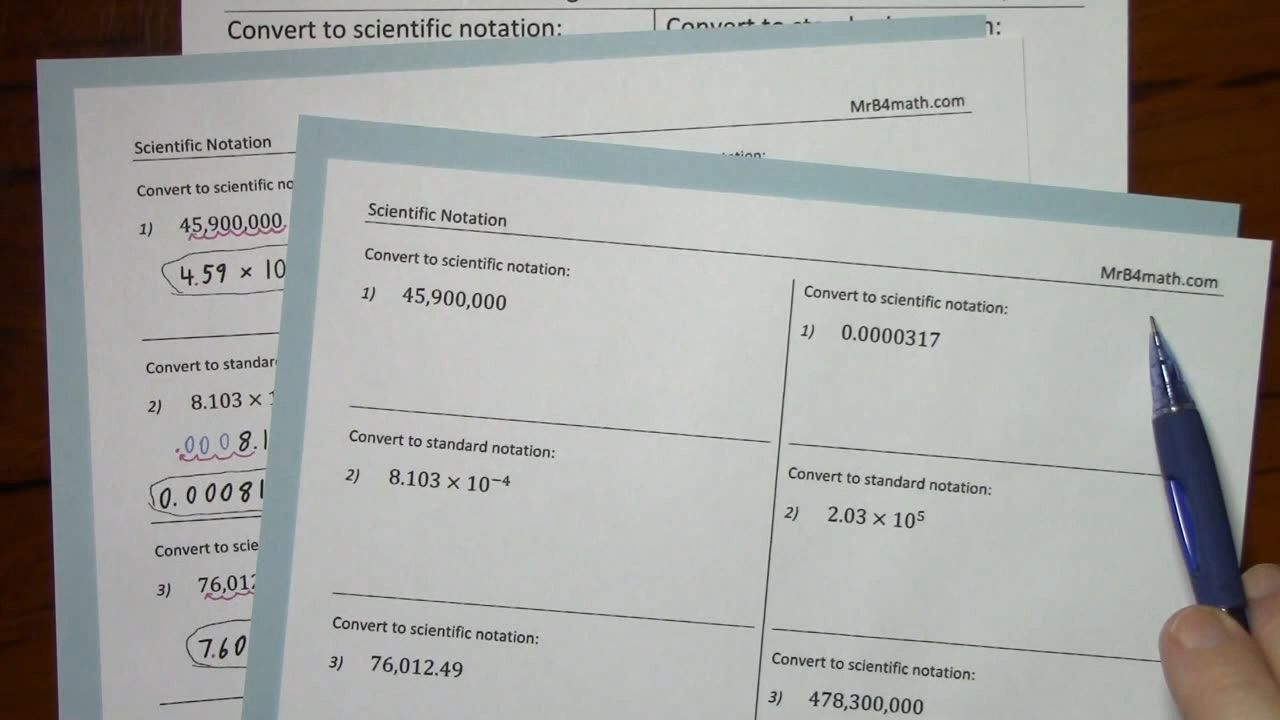 Convert to scientific notation:
Convert to
MrB4math.com
Scientific Notation
Convert to scientific no
1) 45,900,000.
4.59 × 10
Convert to standar
2) 8.103 ×
.000 8.1
0.00081
Convert to scie
3) 76,012
7.60
Scientific Notation
MrB4math.com
Convert to scientific notation:
1) 45,900,000
Convert to standard notation:
2) 8.103 × 10⁻⁴
Convert to scientific notation:
3) 76,012.49
Convert to scientific notation:
1) 0.0000317
Convert to standard notation:
2) 2.03 × 10⁵
Convert to scientific notation:
3) 478,300,000